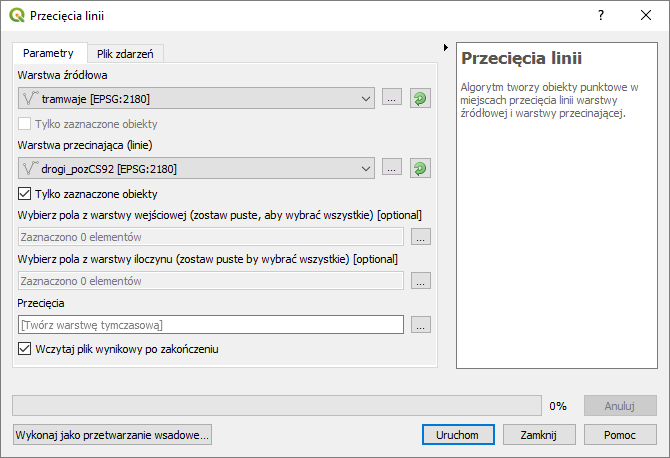 Przecięcia linii
Parametry
Plik zdarzeń
Warstwa źródłowa
tramwaje [EPSG:2180]
...
Tylko zaznaczone obiekty
Warstwa przecinająca (linie)
drogi_pozCS92 [EPSG:2180]
...
Tylko zaznaczone obiekty
Wybierz pola z warstwy wejściowej (zostaw puste, aby wybrać wszystkie) [optional]
Zaznaczono 0 elementów
...
Wybierz pola z warstwy iloczynu (zostaw puste by wybrać wszystkie) [optional]
Zaznaczono 0 elementów
...
Przecięcia
[Twórz warstwę tymczasową]
...
Wczytaj plik wynikowy po zakończeniu
Przecięcia linii
Algorytm tworzy obiekty punktowe w
miejscach przecięcia linii warstwy
źródłowej i warstwy przecinającej.
0%
Anuluj
Wykonaj jako przetwarzanie wsadowe...
Uruchom
Zamknij
Pomoc